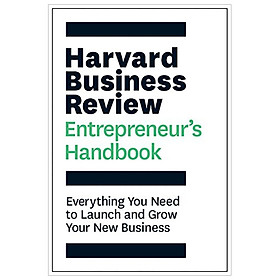 Harvard
Business
Review
Entrepreneur's
Handbook
Everything You Need
to Launch and Grow
Your New Business